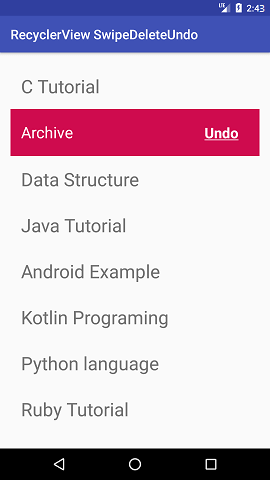 LTE 2:43
RecyclerView SwipeDeleteUndo
C Tutorial
Archive Undo
Data Structure
Java Tutorial
Android Example
Kotlin Programing
Python language
Ruby Tutorial